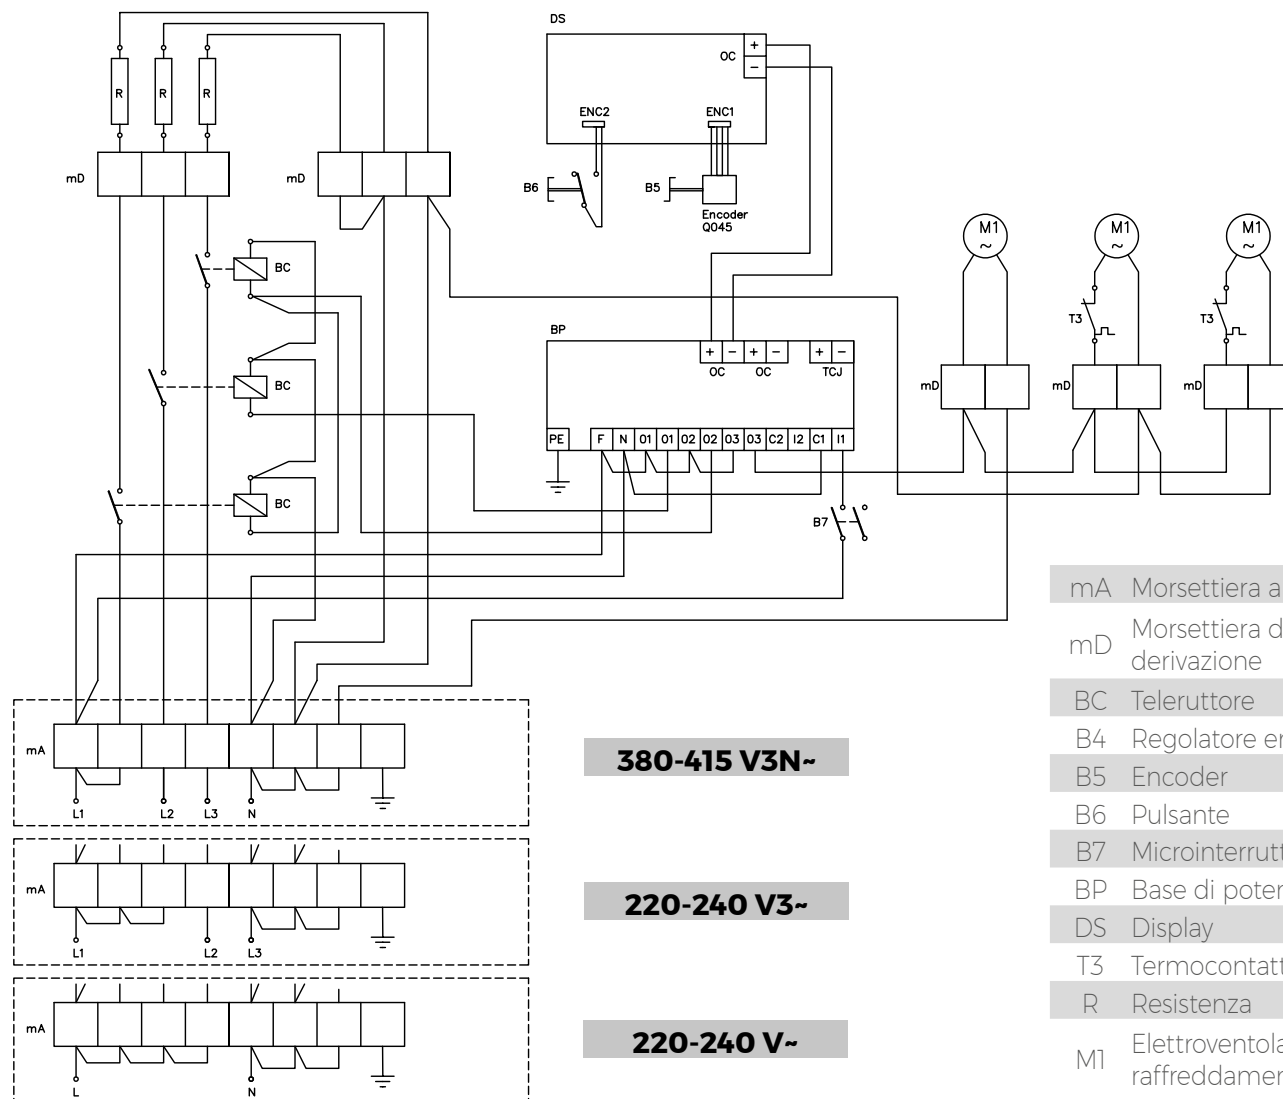 DS
OC + −
R R R
ENC2 ENC1
mD mD
B6 B5
Encoder
Q045
M1 ~ M1 ~ M1 ~
BC
T3 T3
BP
+ − + − + −
OC OC TCJ
BC
mD mD mD
PE F N 01 01 02 02 03 03 C2 I2 C1 I1
BC
B7
mA
L1 L2 L3 N
380-415 V3N~
mA
L1 L2 L3
220-240 V3~
mA
L N
220-240 V~
mA Morsettiera a
mD Morsettiera d
derivazione
BC Teleruttore
B4 Regolatore
B5 Encoder
B6 Pulsante
B7 Microinterrutt
BP Base di poten
DS Display
T3 Termocontatt
R Resistenza
M1 Elettroventola
raffreddamen